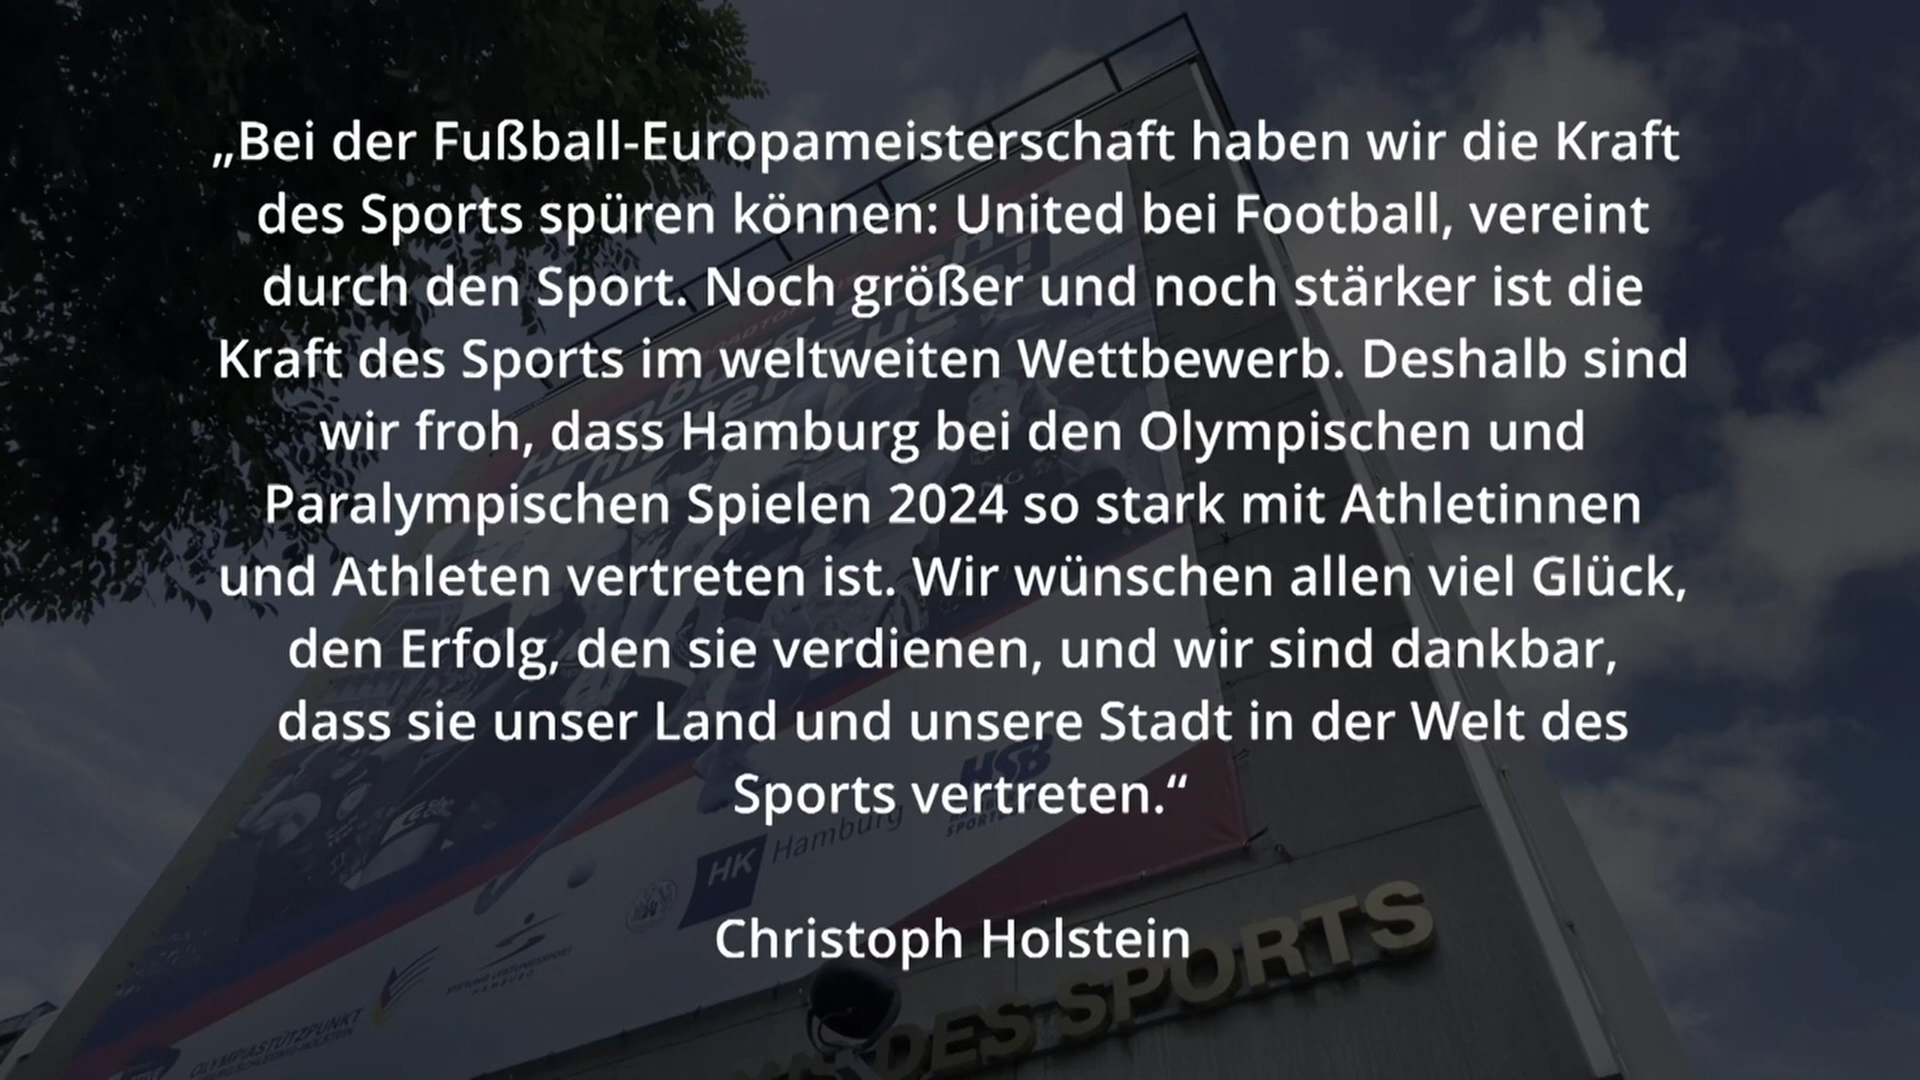 „Bei der Fußball-Europameisterschaft haben wir die Kraft
des Sports spüren können: United bei Football, vereint
durch den Sport. Noch größer und noch stärker ist die
Kraft des Sports im weltweiten Wettbewerb. Deshalb sind
wir froh, dass Hamburg bei den Olympischen und
Paralympischen Spielen 2024 so stark mit Athletinnen
und Athleten vertreten ist. Wir wünschen allen viel Glück,
den Erfolg, den sie verdienen, und wir sind dankbar,
dass sie unser Land und unsere Stadt in der Welt des
Sports vertreten.“
Christoph Holstein
HSB
HK Hamburg
DES SPORTS
OLYMPIASTÜTZPUNKT